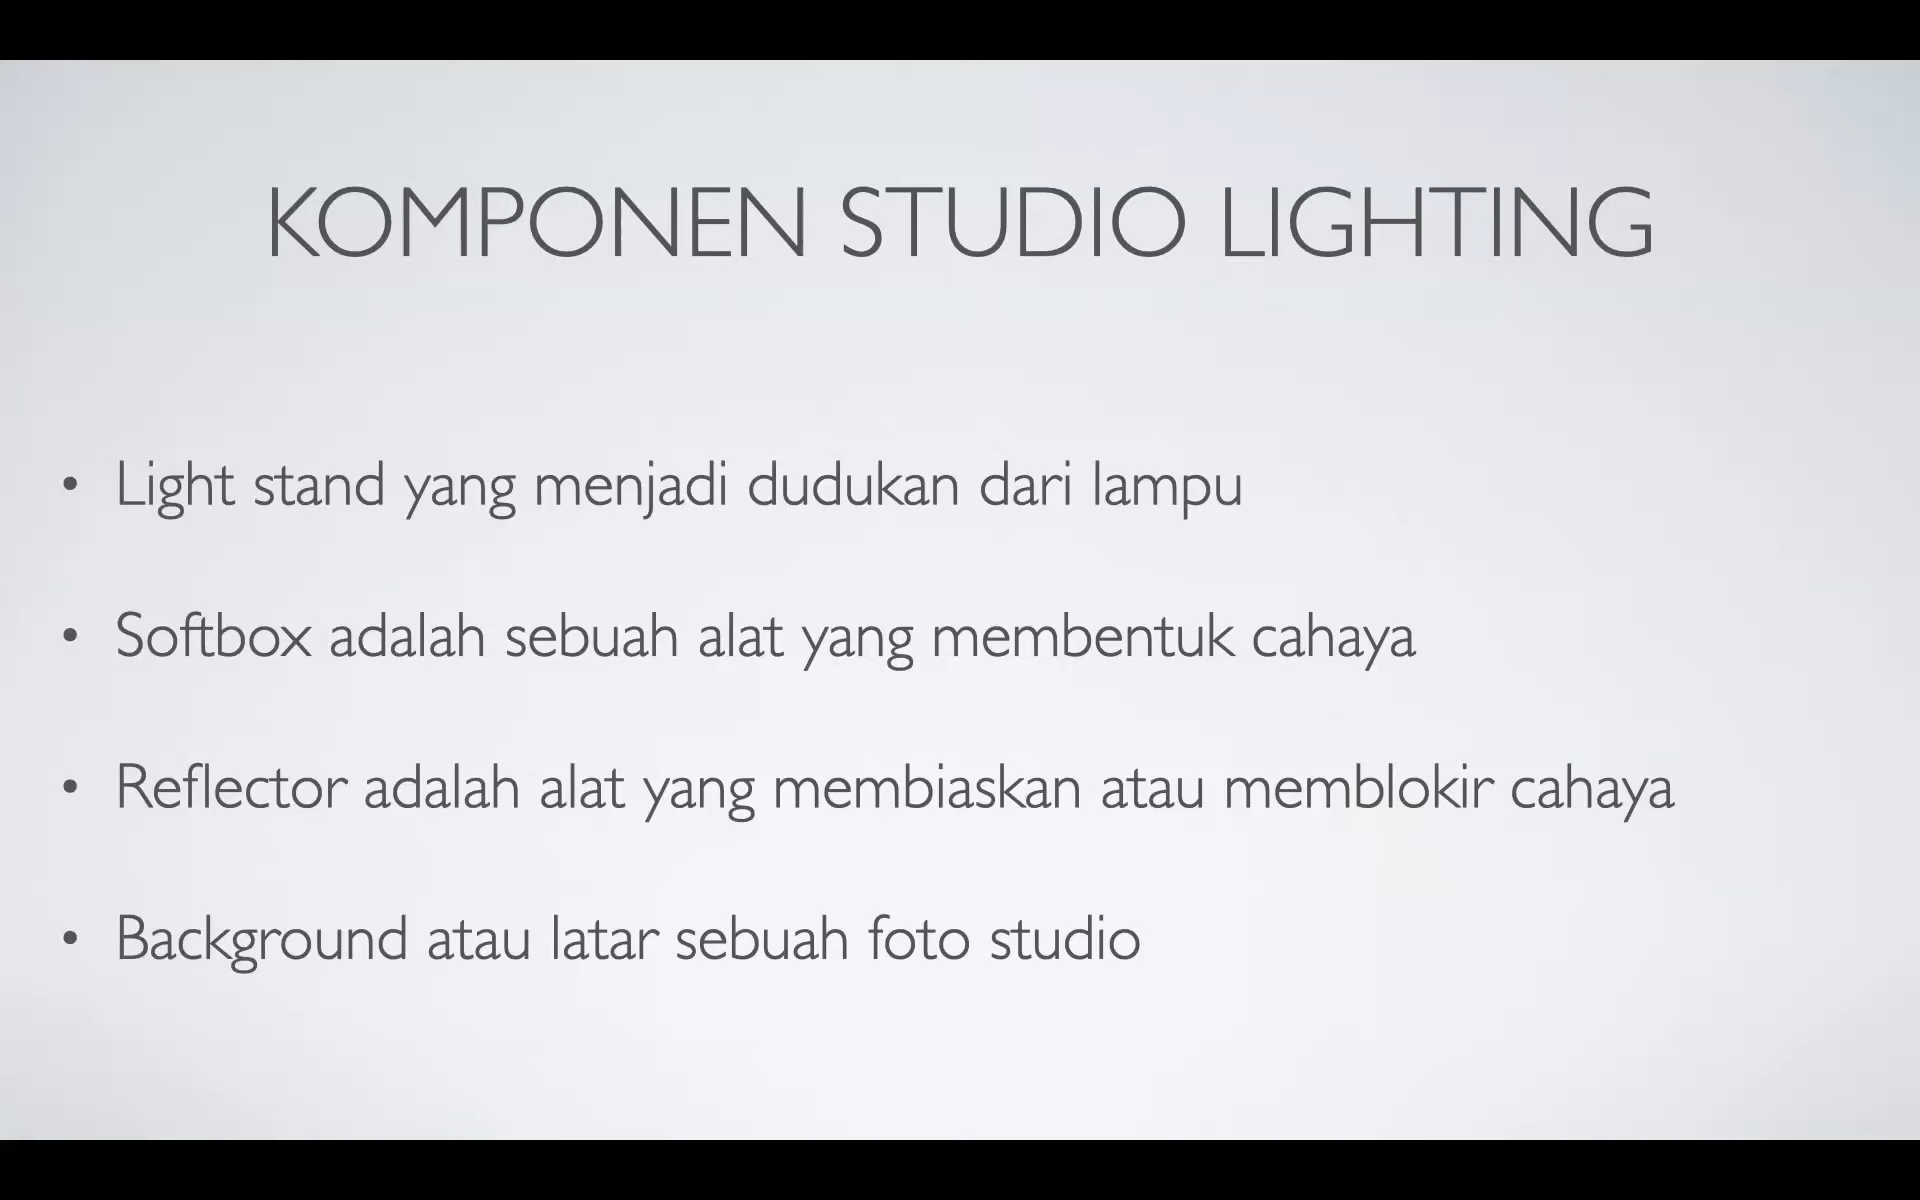 KOMPONEN STUDIO LIGHTING
• Light stand yang menjadi dudukan dari lampu
• Softbox adalah sebuah alat yang membentuk cahaya
• Reflector adalah alat yang membiaskan atau memblokir cahaya
• Background atau latar sebuah foto studio